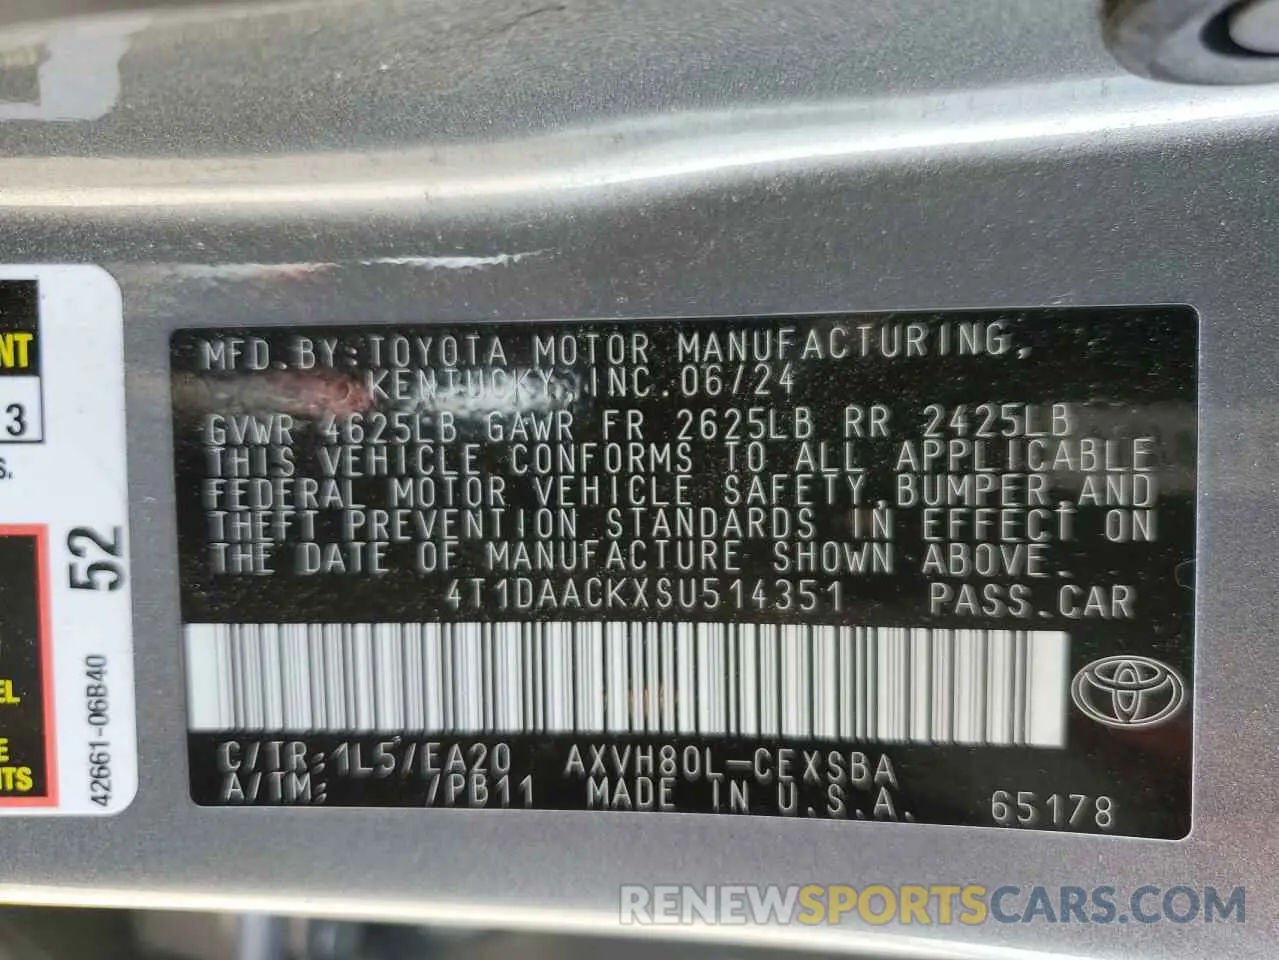 MFD. BY: TOYOTA MOTOR MANUFACTURING,
KENTUCKY, INC. 06/24
GVWR 4625LB GAWR FR 2625LB RR 2425LB
THIS VEHICLE CONFORMS TO ALL APPLICABLE
FEDERAL MOTOR VEHICLE SAFETY, BUMPER, AND
THEFT PREVENTION STANDARDS IN EFFECT ON
THE DATE OF MANUFACTURE SHOWN ABOVE.
4T1DAACKXSU514351 PASS. CAR
C/TR: 1L5/EA20 AXVH80L-CEXSBA
A/TM: /PB11 MADE IN U.S.A. 65178
NT
3
S.
52
EL
E
NTS
42661-06B40
RENEWSPORTSCARS.COM